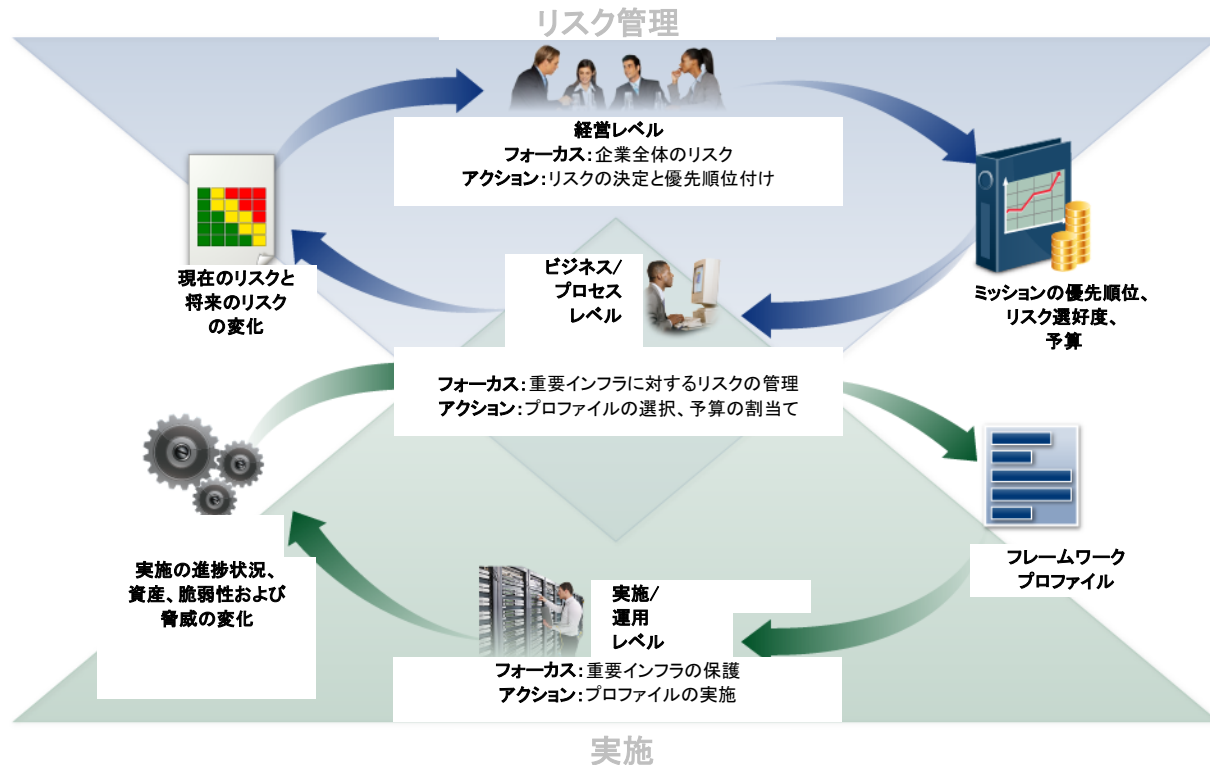 リスク管理
経営レベル
フォーカス：企業全体のリスク
アクション：リスクの決定と優先順位付け
現在のリスクと
将来のリスク
の変化
ビジネス/
プロセス
レベル
ミッションの優先順位、
リスク選好度、
予算
フォーカス：重要インフラに対するリスクの管理
アクション：プロファイルの選択、予算の割当て
実施の進捗状況、
資産、脆弱性および
脅威の変化
フレームワーク
プロファイル
実施/
運用
レベル
フォーカス：重要インフラの保護
アクション：プロファイルの実施
実施